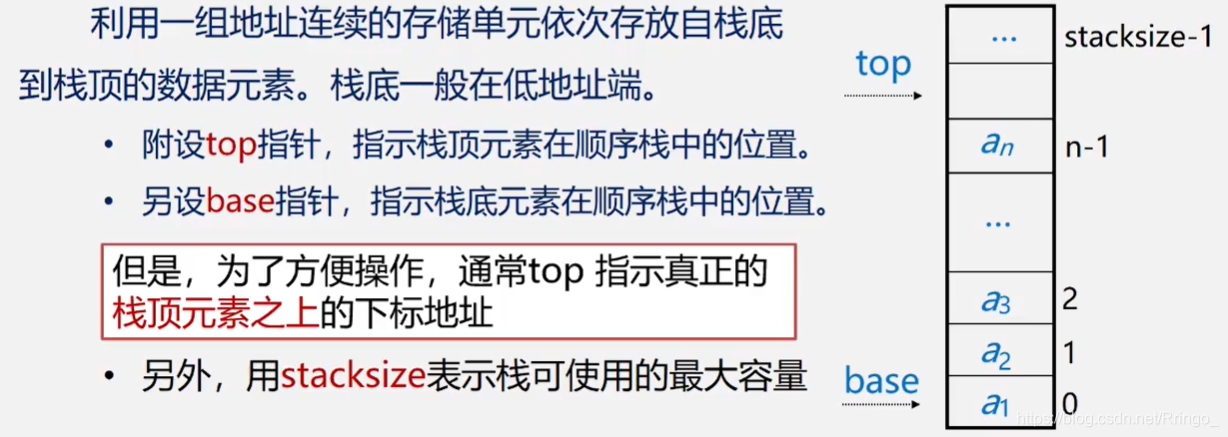 利用一组地址连续的存储单元依次存放自栈底
到栈顶的数据元素。栈底一般在低地址端。
• 附设top指针，指示栈顶元素在顺序栈中的位置。
• 另设base指针，指示栈底元素在顺序栈中的位置。
但是，为了方便操作，通常top 指示真正的
栈顶元素之上的下标地址
• 另外，用stacksize表示栈可使用的最大容量
... stacksize-1
top
aₙ n-1
...
a₃ 2
a₂ 1
base
a₁ 0
https://blog.csdn.net/Rringo_